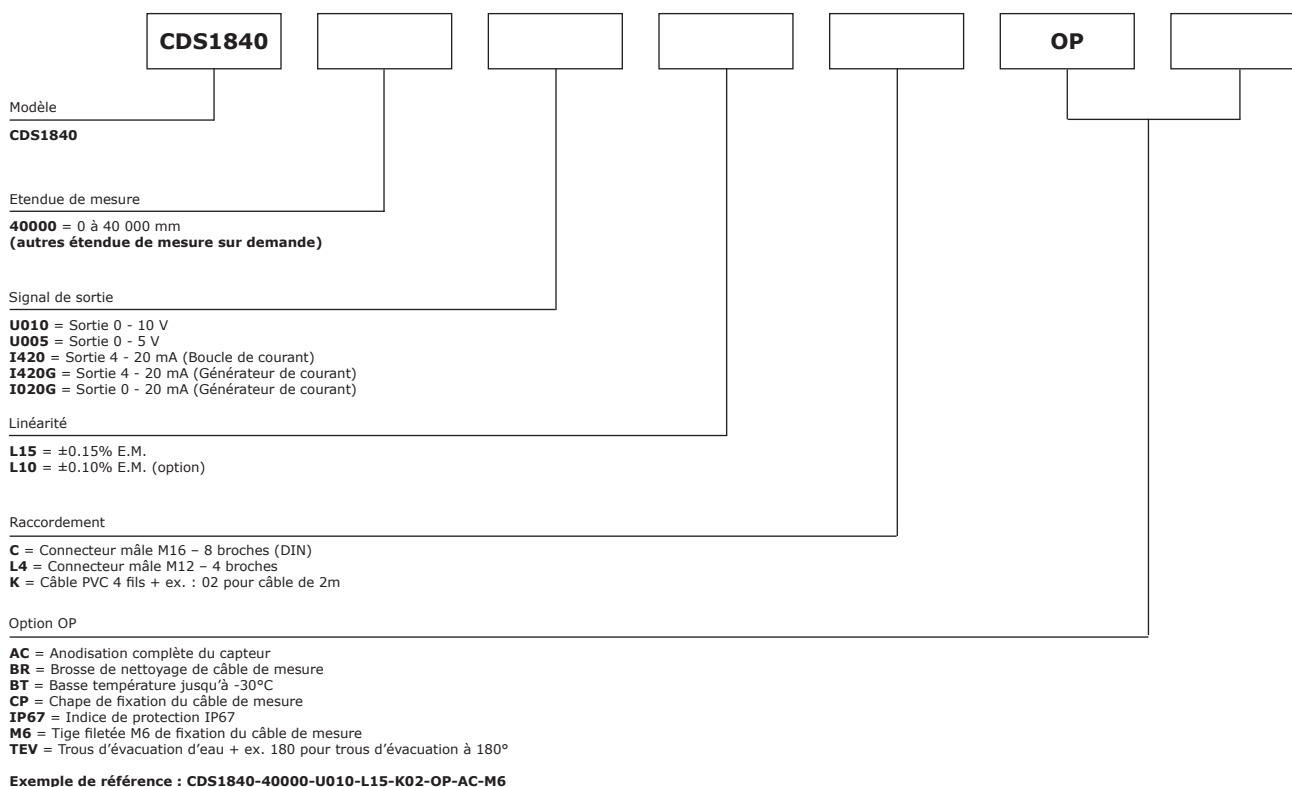 CDS1840 OP
Modèle
CDS1840
Etendue de mesure
40000 = 0 à 40 000 mm
(autres étendue de mesure sur demande)
Signal de sortie
U010 = Sortie 0 - 10 V
U005 = Sortie 0 - 5 V
I420 = Sortie 4 - 20 mA (Boucle de courant)
I420G = Sortie 4 - 20 mA (Générateur de courant)
I020G = Sortie 0 - 20 mA (Générateur de courant)
Linéarité
L15 = ±0.15% E.M.
L10 = ±0.10% E.M. (option)
Raccordement
C = Connecteur mâle M16 – 8 broches (DIN)
L4 = Connecteur mâle M12 – 4 broches
K = Câble PVC 4 fils + ex. : 02 pour câble de 2m
Option OP
AC = Anodisation complète du capteur
BR = Brosse de nettoyage de câble de mesure
BT = Basse température jusqu'à -30°C
CP = Chape de fixation du câble de mesure
IP67 = Indice de protection IP67
M6 = Tige filetée M6 de fixation du câble de mesure
TEV = Trous d'évacuation d'eau + ex. 180 pour trous d'évacuation à 180°
Exemple de référence : CDS1840-40000-U010-L15-K02-OP-AC-M6